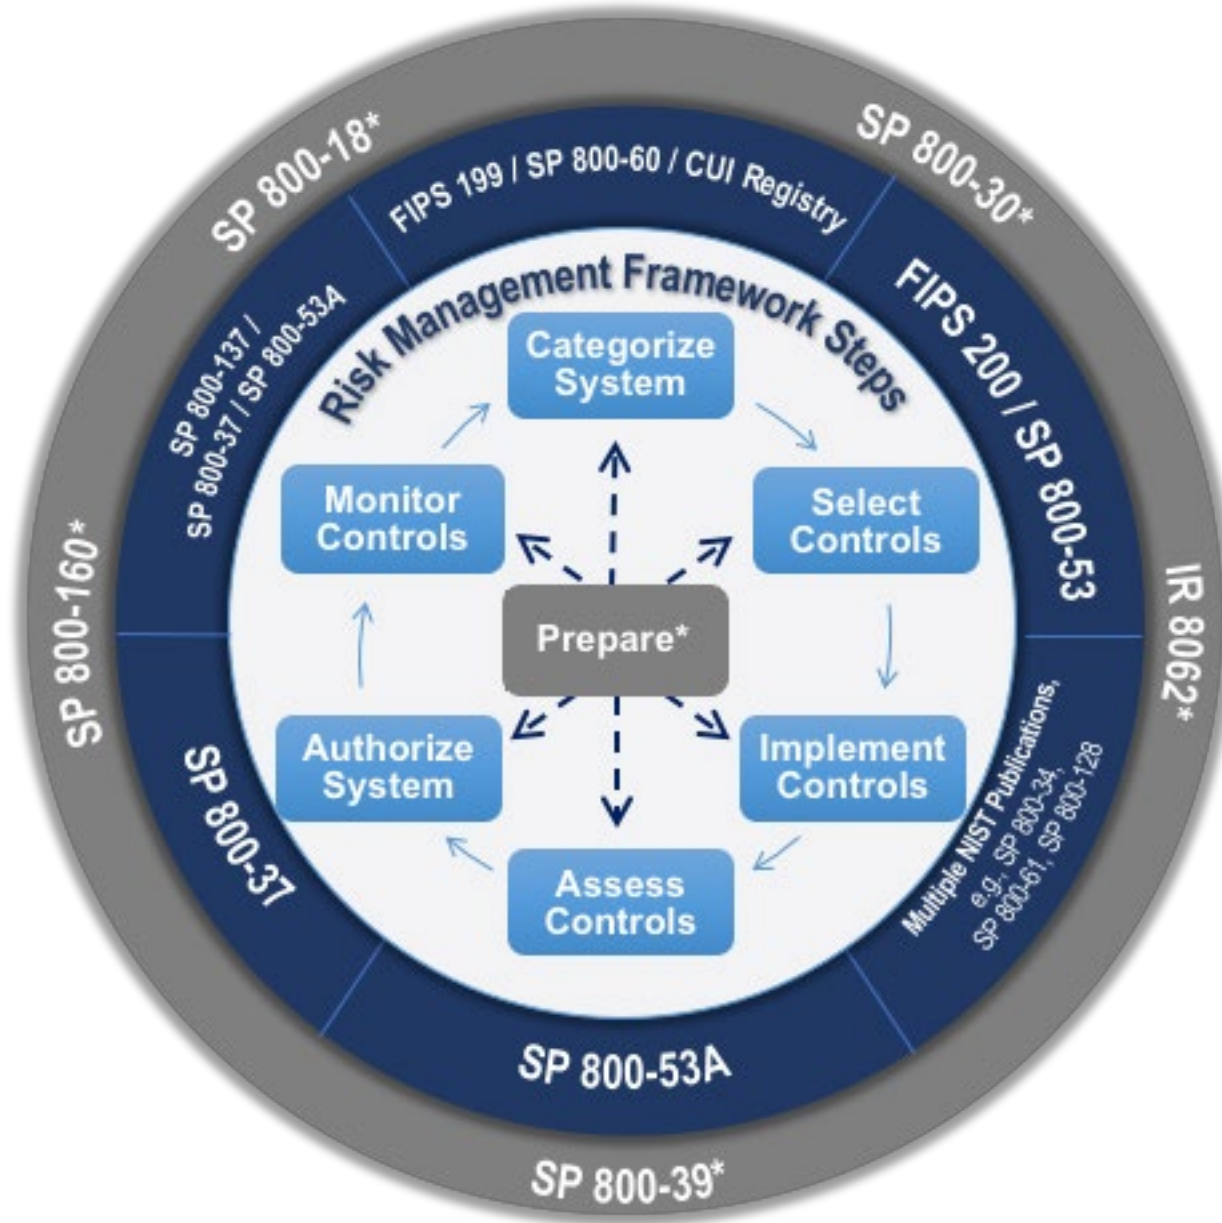 SP 800-18*
SP 800-30*
IR 8062*
SP 800-39*
SP 800-160*
FIPS 199 / SP 800-60 / CUI Registry
FIPS 200 / SP 800-53
Multiple NIST Publications,
e.g., SP 800-34,
SP 800-61, SP 800-128
SP 800-53A
SP 800-37
SP 800-137 /
SP 800-37 / SP 800-53A
Risk Management Framework Steps
Categorize
System
Select
Controls
Implement
Controls
Assess
Controls
Authorize
System
Monitor
Controls
Prepare*